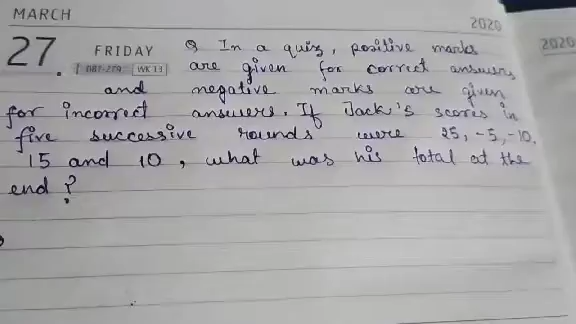 MARCH
2020
27.
FRIDAY
087-279 WK 13
2020
Q In a quiz, positive marks
are given for correct answers
and negative marks are given
for incorrect answers. If Jack's scores in
five successive rounds were 25, -5, -10,
15 and 10, what was his total at the
end?